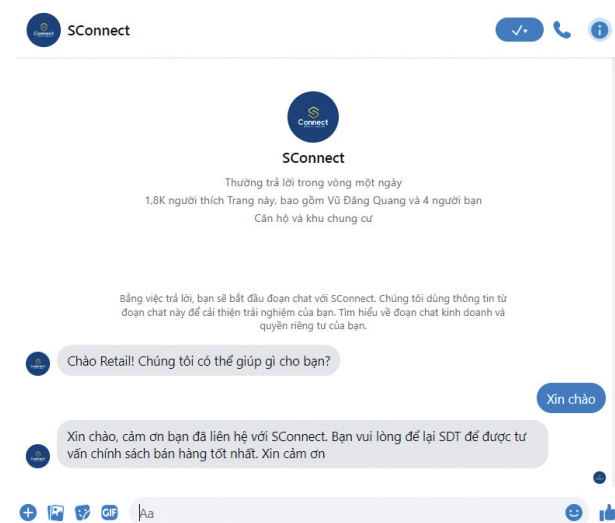 SConnect
Connect
SConnect
Thường trả lời trong vòng một ngày
1,8K người thích Trang này, bao gồm Vũ Đăng Quang và 4 người bạn
Căn hộ và khu chung cư
Bằng việc trả lời, bạn sẽ bắt đầu đoạn chat với SConnect. Chúng tôi dùng thông tin từ
đoạn chat này để cải thiện trải nghiệm của bạn. Tìm hiểu về đoạn chat kinh doanh và
quyền riêng tư của bạn.
Chào Retail! Chúng tôi có thể giúp gì cho bạn?
Xin chào
Xin chào, cảm ơn bạn đã liên hệ với SConnect. Bạn vui lòng để lại SDT để được tư
vấn chính sách bán hàng tốt nhất. Xin cảm ơn
GIF
Aa